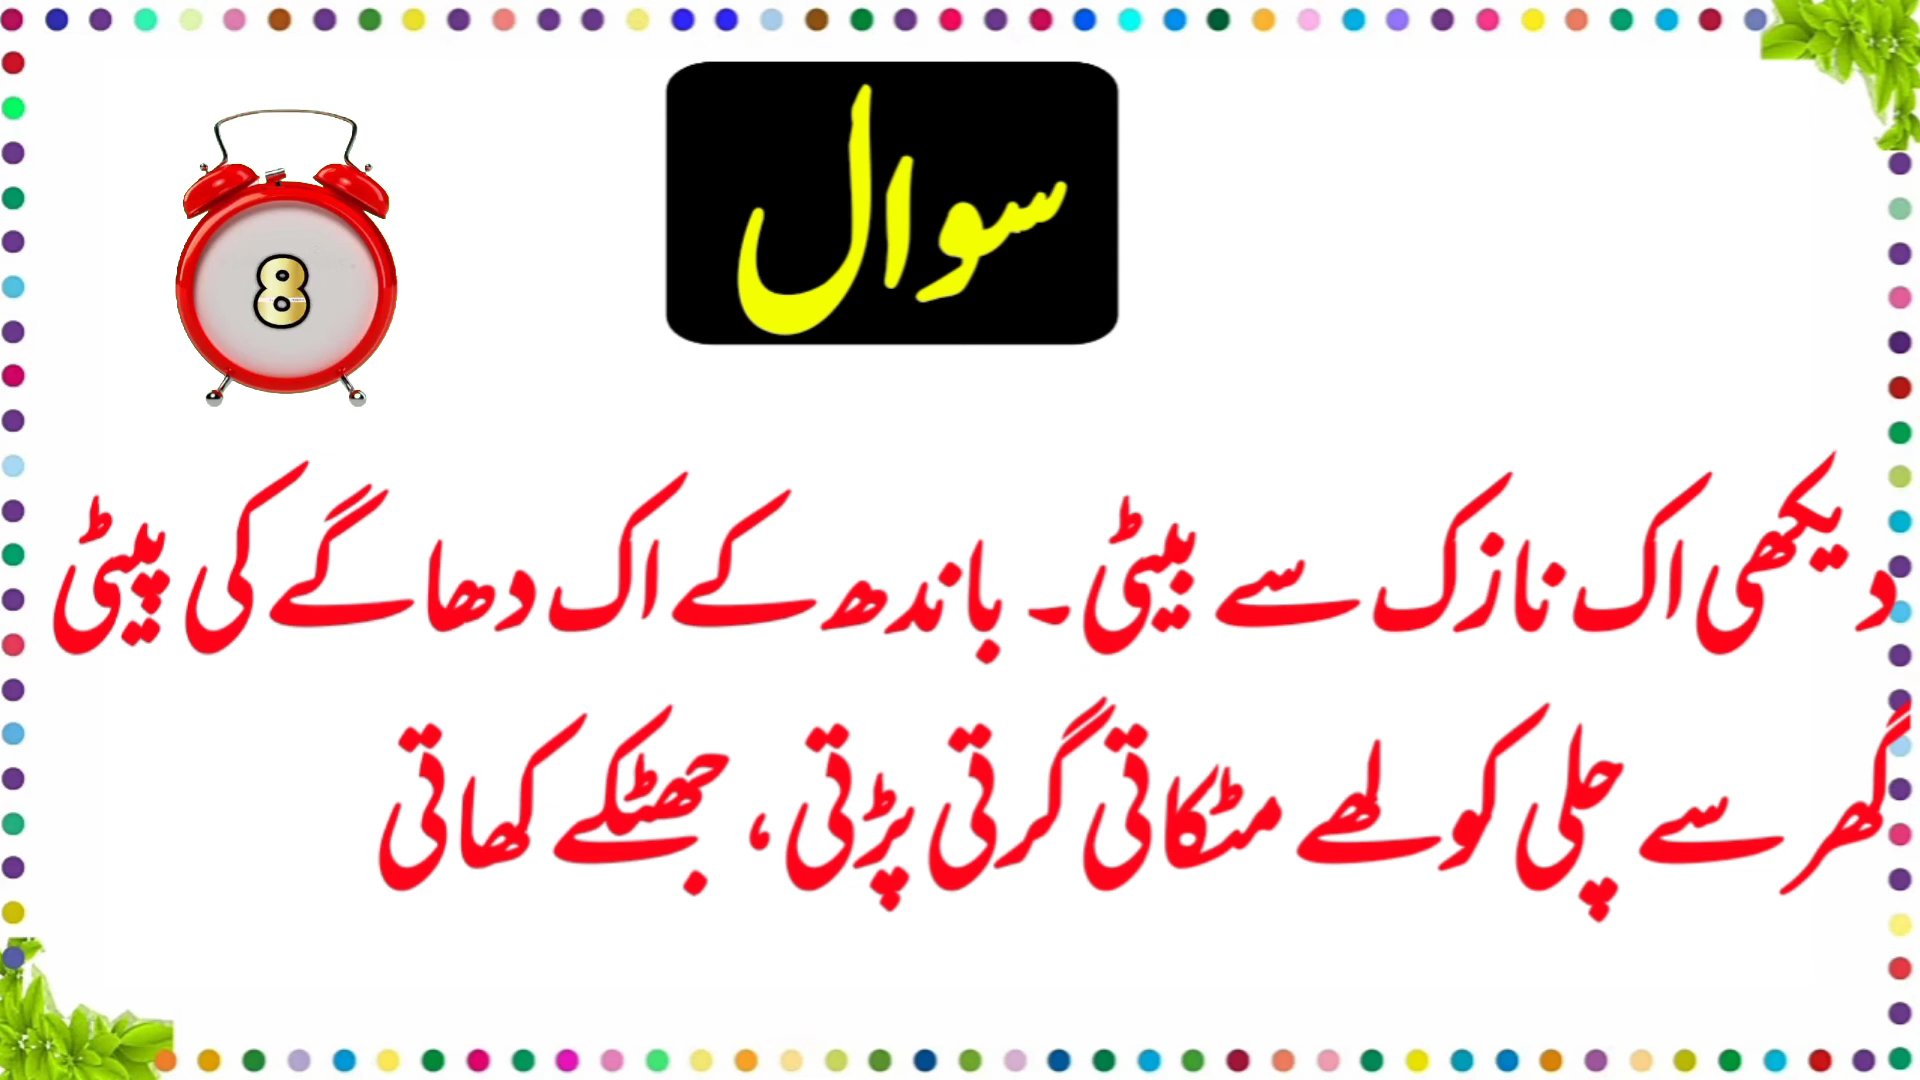 سوال
8
دیکھی اک نازک سے بیٹی۔ باندھ کے اک دھاگے کی پیٹی
گھر سے چلی کولھے مٹکاتی گرتی پڑتی، جھٹکے کھاتی